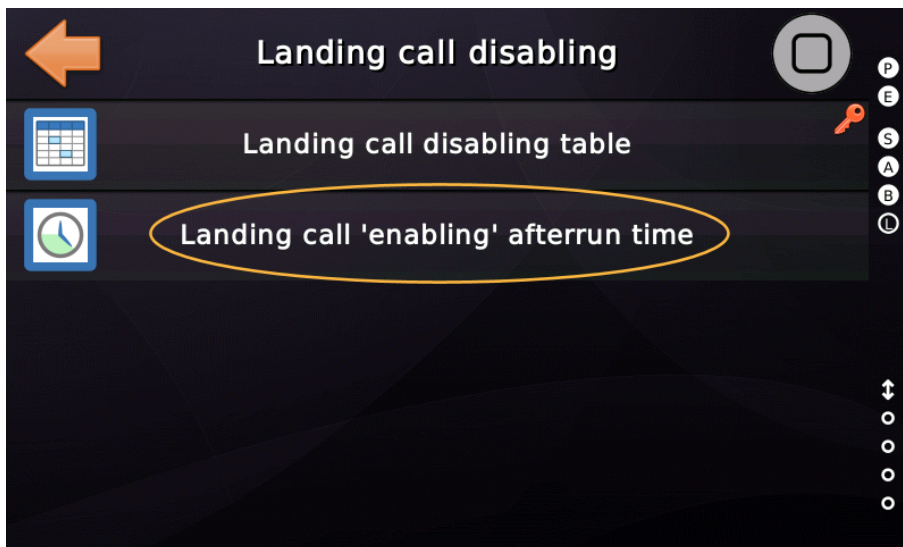 Landing call disabling
P
E
Landing call disabling table
S
A
B
Landing call 'enabling' afterrun time
L